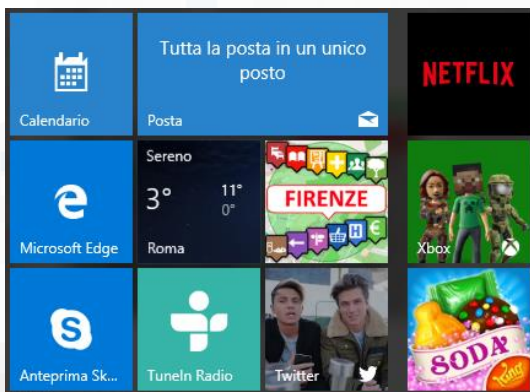 Calendario
Tutta la posta in un unico
posto
Posta
NETFLIX
Microsoft Edge
Sereno
3°
11°
0°
Roma
FIRENZE
H €
Xbox
S
Anteprima Sk...
TuneIn Radio
Twitter
SODA
King